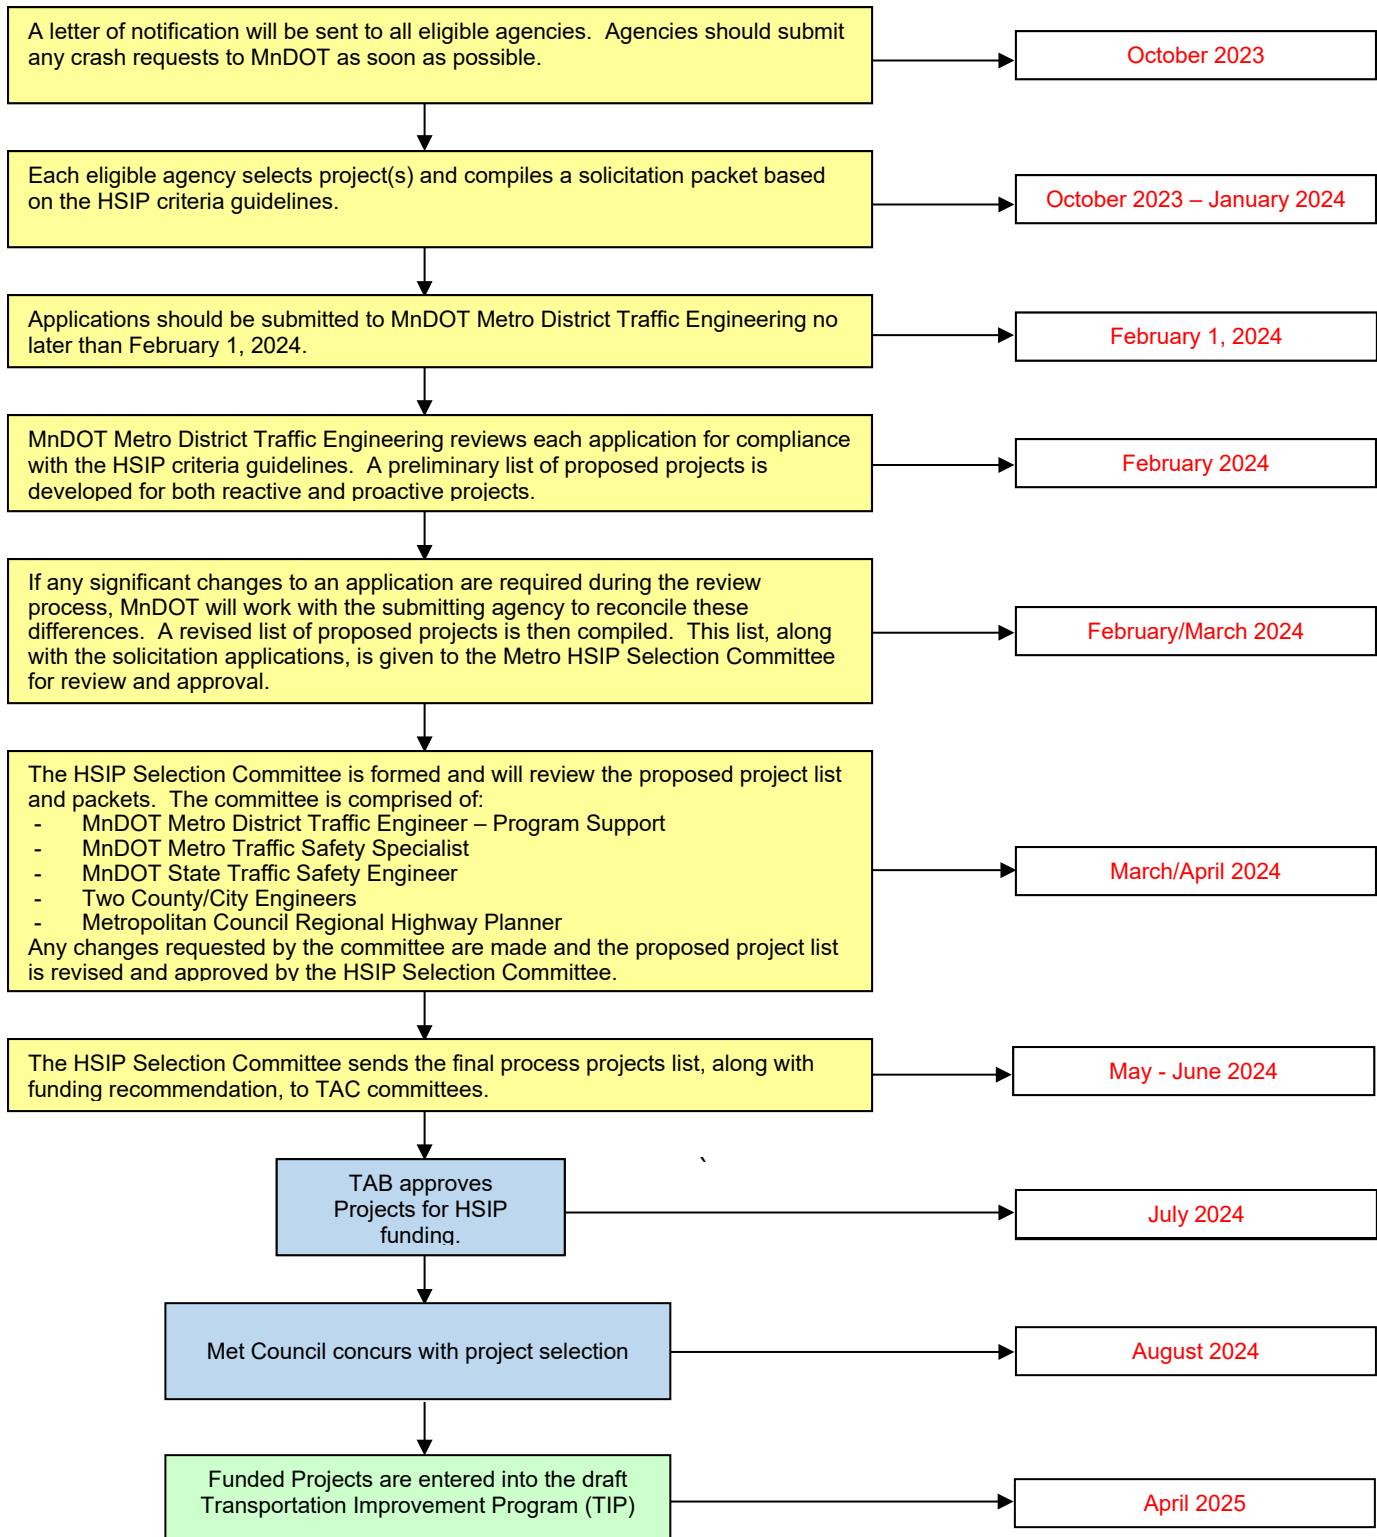 A letter of notification will be sent to all eligible agencies.  Agencies should submit
any crash requests to MnDOT as soon as possible.
October 2023
Each eligible agency selects project(s) and compiles a solicitation packet based
on the HSIP criteria guidelines.
October 2023 – January 2024
Applications should be submitted to MnDOT Metro District Traffic Engineering no
later than February 1, 2024.
February 1, 2024
MnDOT Metro District Traffic Engineering reviews each application for compliance
with the HSIP criteria guidelines.  A preliminary list of proposed projects is
developed for both reactive and proactive projects.
February 2024
If any significant changes to an application are required during the review
process, MnDOT will work with the submitting agency to reconcile these
differences.  A revised list of proposed projects is then compiled.  This list, along
with the solicitation applications, is given to the Metro HSIP Selection Committee
for review and approval.
February/March 2024
The HSIP Selection Committee is formed and will review the proposed project list
and packets.  The committee is comprised of:
- MnDOT Metro District Traffic Engineer – Program Support
- MnDOT Metro Traffic Safety Specialist
- MnDOT State Traffic Safety Engineer
- Two County/City Engineers
- Metropolitan Council Regional Highway Planner
Any changes requested by the committee are made and the proposed project list
is revised and approved by the HSIP Selection Committee.
March/April 2024
The HSIP Selection Committee sends the final process projects list, along with
funding recommendation, to TAC committees.
May - June 2024
`
TAB approves
Projects for HSIP
funding.
July 2024
Met Council concurs with project selection
August 2024
Funded Projects are entered into the draft
Transportation Improvement Program (TIP)
April 2025